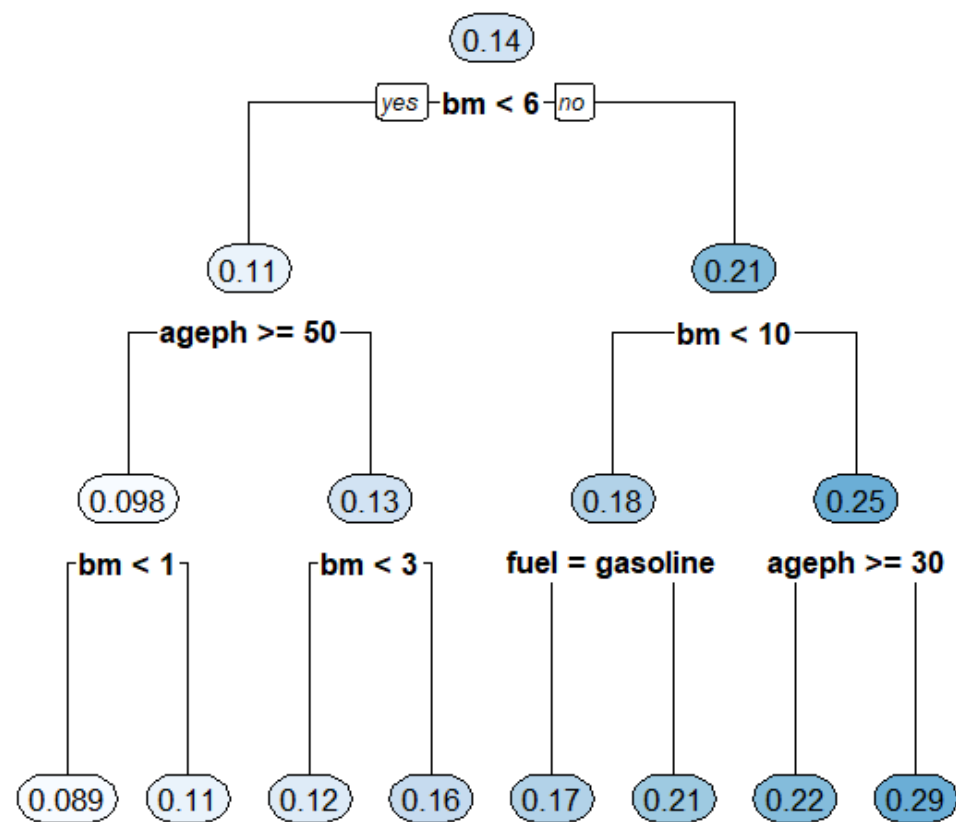 0.14
yes bm < 6 no
0.11 0.21
ageph >= 50 bm < 10
0.098 0.13 0.18 0.25
bm < 1 bm < 3 fuel = gasoline ageph >= 30
0.089 0.11 0.12 0.16 0.17 0.21 0.22 0.29